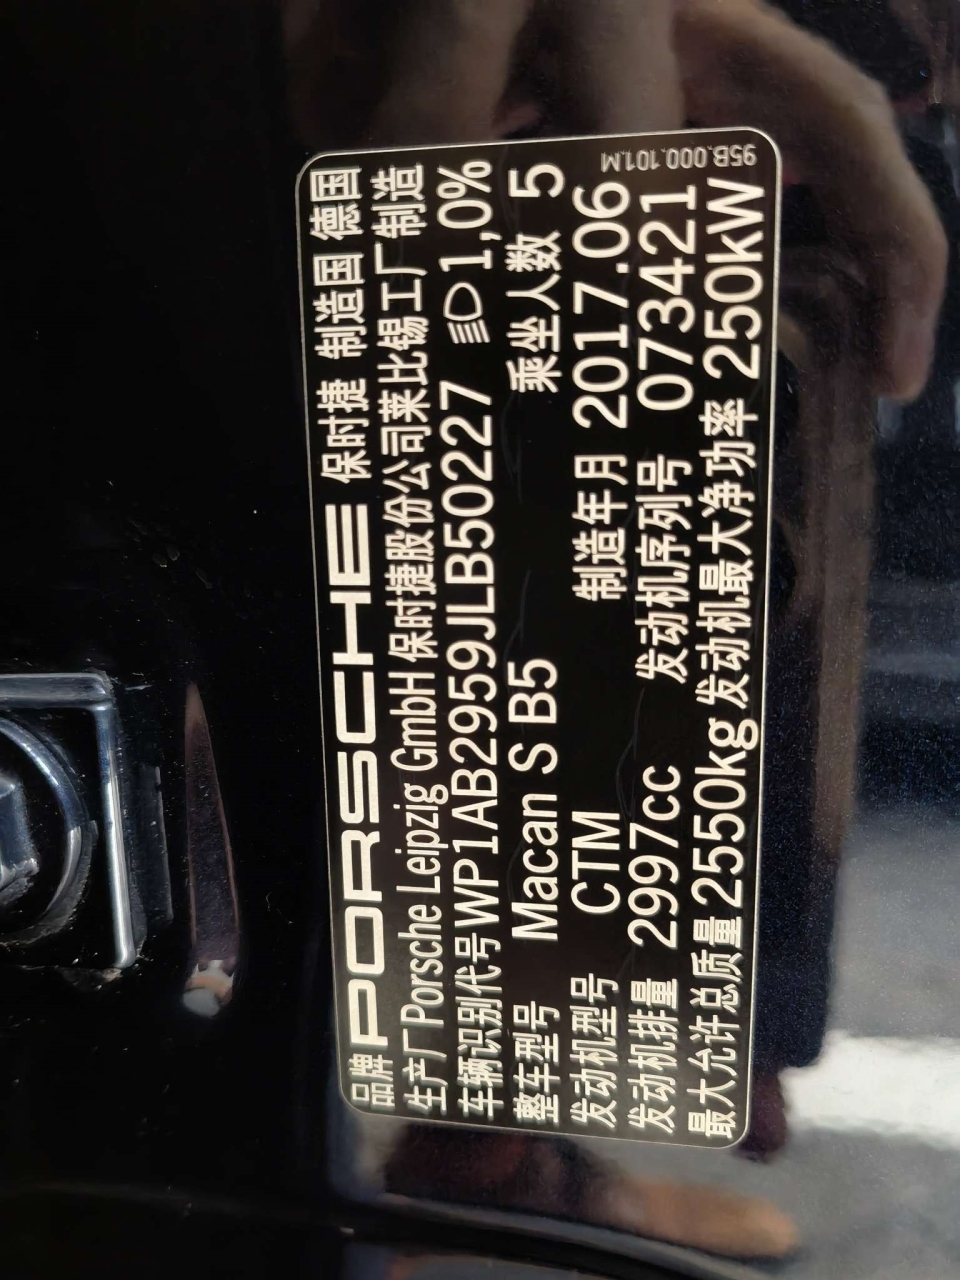 品牌 PORSCHE 保时捷 制造国 德国
生产厂 Porsche Leipzig GmbH 保时捷股份公司莱比锡工厂制造
车辆识别代号 WP1AB2959JLB50227 1,0%
整车型号 Macan S B5 乘坐人数 5
发动机型号 CTM 制造年月 2017.06
发动机排量 2997cc 发动机序列号 073421
最大允许总质量 2550kg 发动机最大净功率 250kW
95B.000.101.M